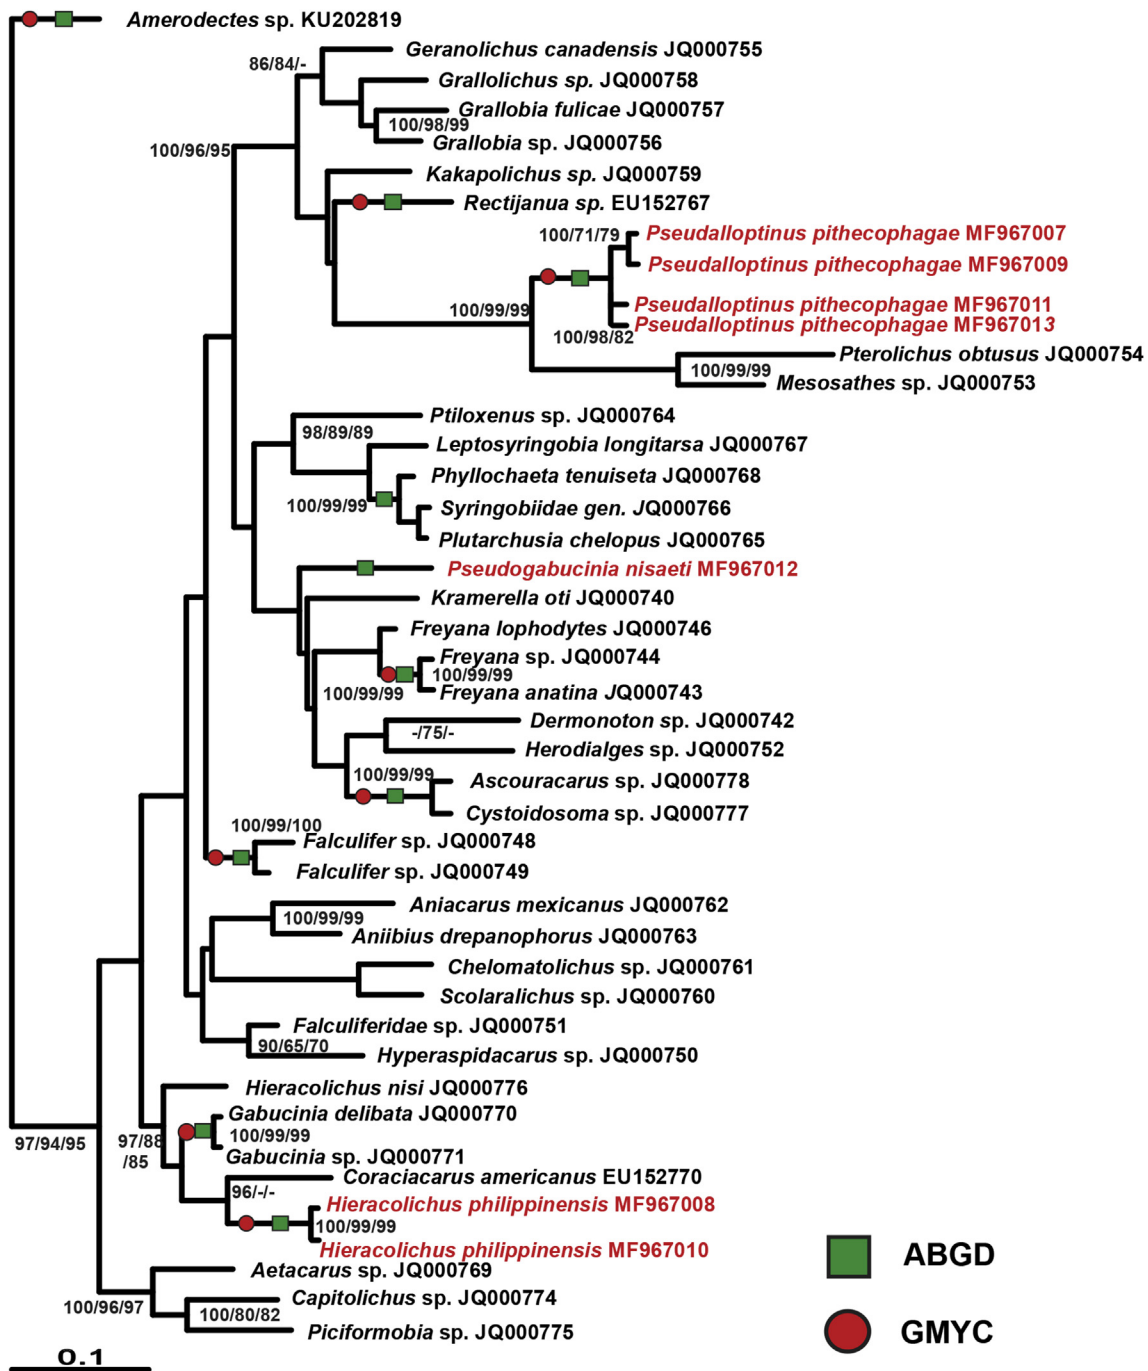 Amerodectes sp. KU202819
Geranolichus canadensis JQ000755
86/84/-
Grallolichus sp. JQ000758
Grallobia fulicae JQ000757
100/98/99
Grallobia sp. JQ000756
100/96/95
Kakapolichus sp. JQ000759
Rectijanua sp. EU152767
100/71/79
Pseudalloptinus pithecophagae MF967007
Pseudalloptinus pithecophagae MF967009
100/99/99
Pseudalloptinus pithecophagae MF967011
Pseudalloptinus pithecophagae MF967013
100/98/82
Pterolichus obtusus JQ000754
100/99/99
Mesosathes sp. JQ000753
Ptiloxenus sp. JQ000764
98/89/89
Leptosyringobia longitarsa JQ000767
Phyllochaeta tenuiseta JQ000768
100/99/99
Syringobiidae gen. JQ000766
Plutarchusia chelopus JQ000765
Pseudogabucinia nisaeti MF967012
Kramerella oti JQ000740
Freyana lophodytes JQ000746
Freyana sp. JQ000744
100/99/99
100/99/99
Freyana anatina JQ000743
Dermonoton sp. JQ000742
-/75/-
Herodialges sp. JQ000752
100/99/99
Ascouracarus sp. JQ000778
Cystoidosoma sp. JQ000777
100/99/100
Falculifer sp. JQ000748
Falculifer sp. JQ000749
Aniacarus mexicanus JQ000762
100/99/99
Aniibius drepanophorus JQ000763
Chelomatolichus sp. JQ000761
Scolaralichus sp. JQ000760
Falculiferidae sp. JQ000751
90/65/70
Hyperaspidacarus sp. JQ000750
Hieracolichus nisi JQ000776
Gabucinia delibata JQ000770
97/94/95
97/88
/85
100/99/99
Gabucinia sp. JQ000771
Coraciacarus americanus EU152770
96/-/-
Hieracolichus philippinensis MF967008
100/99/99
Hieracolichus philippinensis MF967010
Aetacarus sp. JQ000769
100/96/97
Capitolichus sp. JQ000774
100/80/82
Piciformobia sp. JQ000775
ABGD
GMYC
0.1